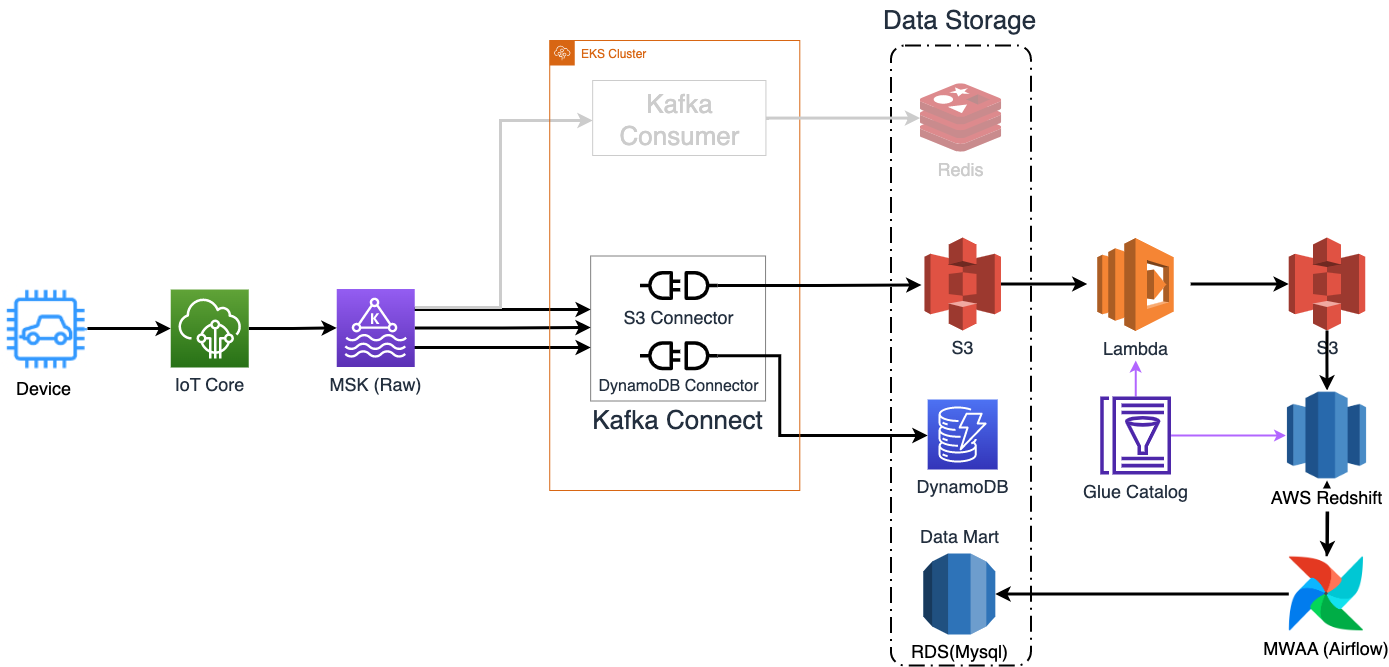 Data Storage
EKS Cluster
Kafka
Consumer
Redis
Device
IoT Core
K
MSK (Raw)
S3 Connector
DynamoDB Connector
Kafka Connect
S3
Lambda
S3
DynamoDB
Glue Catalog
AWS Redshift
Data Mart
RDS(Mysql)
MWAA (Airflow)